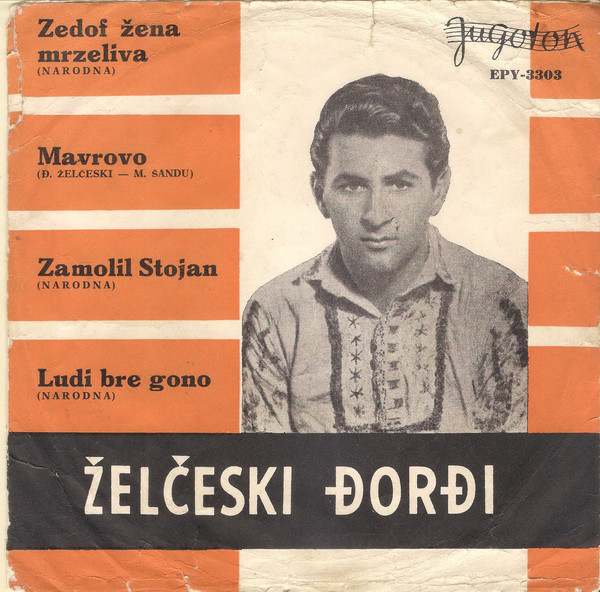 Zedof žena
mrzeliva
(NARODNA)
Jugoton
EPY-3303
Mavrovo
(Đ. ŽELČESKI — M. SANDU)
Zamolil Stojan
(NARODNA)
Ludi bre gono
(NARODNA)
ŽELČESKI ĐORĐI